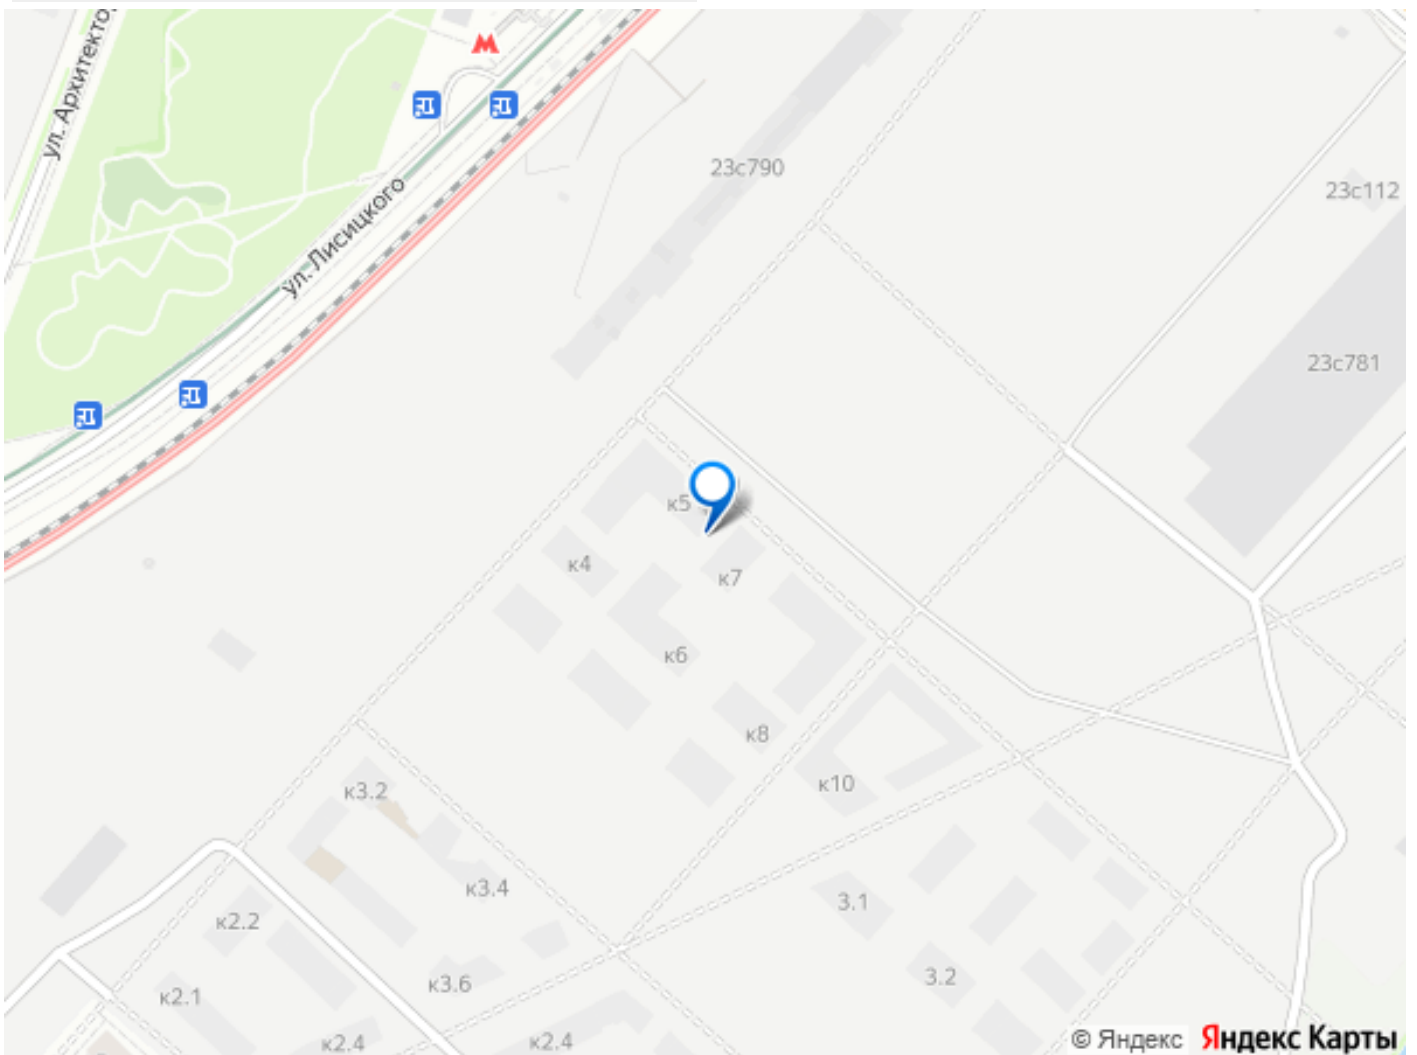 ул. Архитекто
М
ул. Лисицкого
23с790
23с112
23с781
к5
к4
к7
к6
к8
к10
к3.2
к3.4
3.1
к2.2
3.2
к3.6
к2.1
к2.4
к2.4
© Яндекс Яндекс Карты